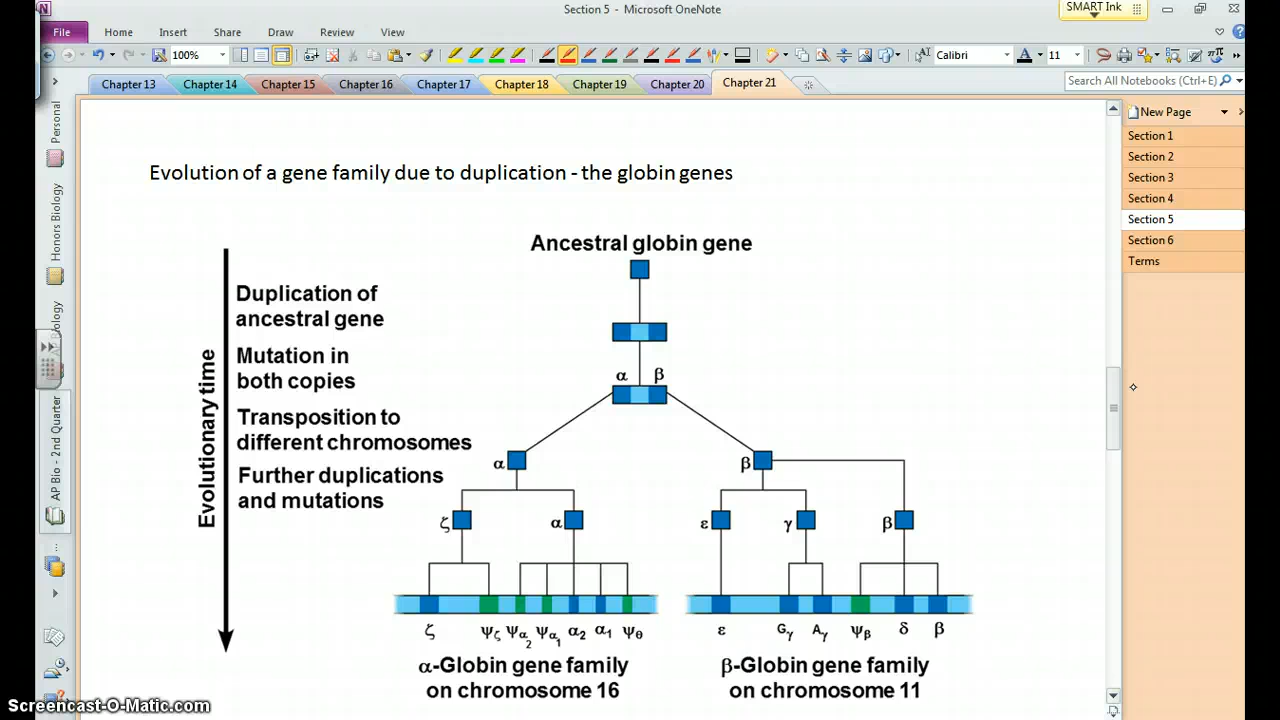 Section 5 - Microsoft OneNote
SMART Ink
File Home Insert Share Draw Review View
100%
Calibri 11
Chapter 13 Chapter 14 Chapter 15 Chapter 16 Chapter 17 Chapter 18 Chapter 19 Chapter 20 Chapter 21
Search All Notebooks (Ctrl+E)
Personal
Honors Biology
AP Bio - 2nd Quarter
New Page
Section 1
Section 2
Section 3
Section 4
Section 5
Section 6
Terms
Evolution of a gene family due to duplication - the globin genes
Ancestral globin gene
Evolutionary time
Duplication of
ancestral gene
Mutation in
both copies
Transposition to
different chromosomes
Further duplications
and mutations
α β
α β
ζ α ε γ β
ζ ψζ ψα2 ψα1 α2 α1 ψθ ε Gγ Aγ ψβ δ β
α-Globin gene family
on chromosome 16
β-Globin gene family
on chromosome 11
Screencast-O-Matic.com